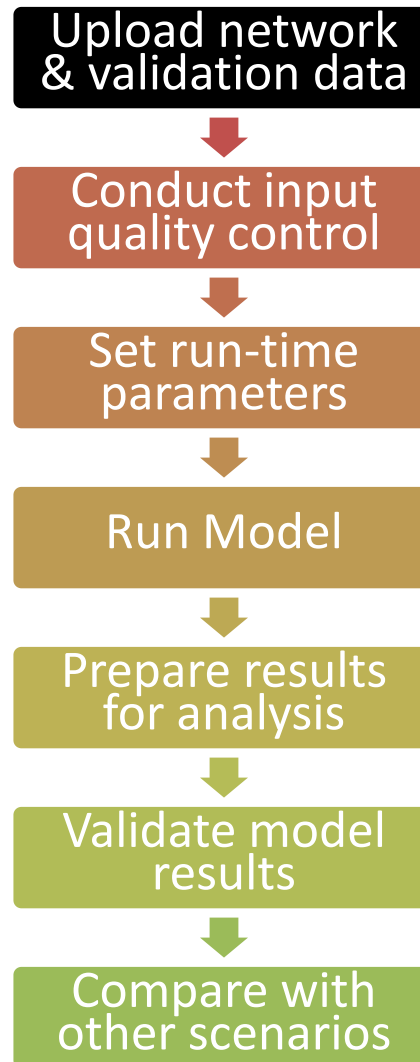 Upload network
& validation data
Conduct input
quality control
Set run-time
parameters
Run Model
Prepare results
for analysis
Validate model
results
Compare with
other scenarios